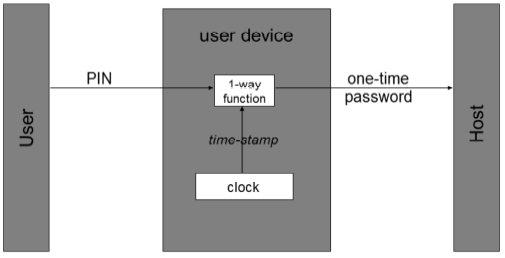 User
PIN
user device
1-way
function
time-stamp
clock
one-time
password
Host